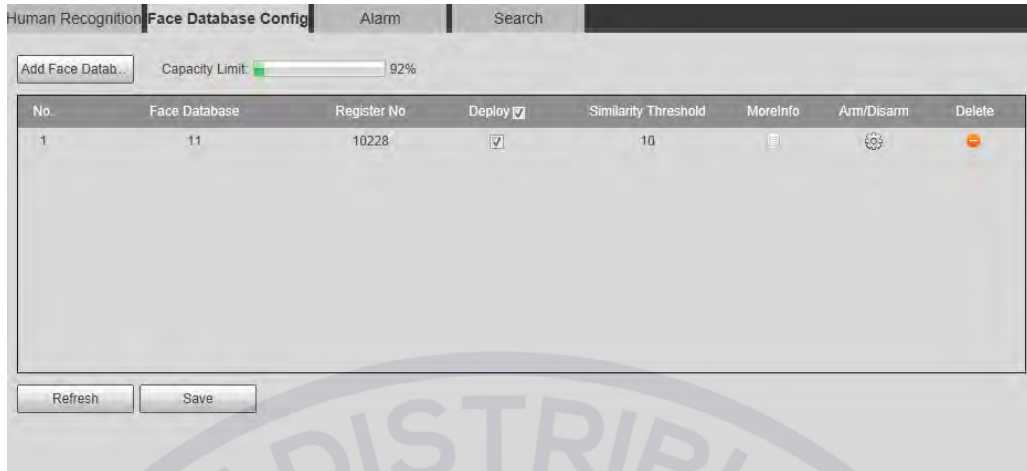 Human Recognition Face Database Config Alarm Search
Add Face Datab... Capacity Limit: 92%
No. Face Database Register No Deploy Similarity Threshold MoreInfo Arm/Disarm Delete
1 11 10228 10
Refresh Save
DISTRIB